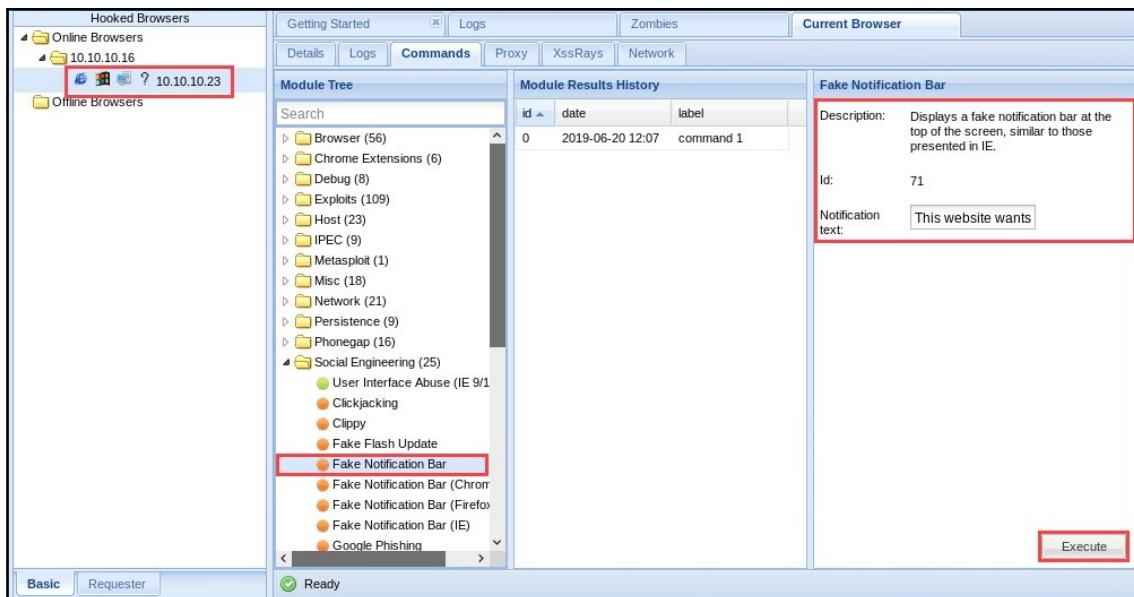 Hooked Browsers
Online Browsers
10.10.10.16
? 10.10.10.23
Offline Browsers
Basic Requester
Getting Started Logs Zombies Current Browser
Details Logs Commands Proxy XssRays Network
Module Tree
Search
Browser (56)
Chrome Extensions (6)
Debug (8)
Exploits (109)
Host (23)
IPEC (9)
Metasploit (1)
Misc (18)
Network (21)
Persistence (9)
Phonegap (16)
Social Engineering (25)
User Interface Abuse (IE 9/1
Clickjacking
Clippy
Fake Flash Update
Fake Notification Bar
Fake Notification Bar (Chrom
Fake Notification Bar (Firefox
Fake Notification Bar (IE)
Google Phishing
Module Results History
id date label
0 2019-06-20 12:07 command 1
Fake Notification Bar
Description: Displays a fake notification bar at the
top of the screen, similar to those
presented in IE.
Id: 71
Notification
text: This website wants
Execute
Ready